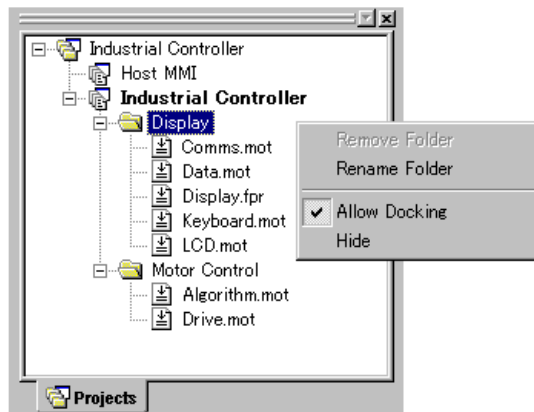 Industrial Controller
Host MMI
Industrial Controller
Display
Comms.mot
Data.mot
Display.fpr
Keyboard.mot
LCD.mot
Motor Control
Algorithm.mot
Drive.mot
Remove Folder
Rename Folder
Allow Docking
Hide
Projects